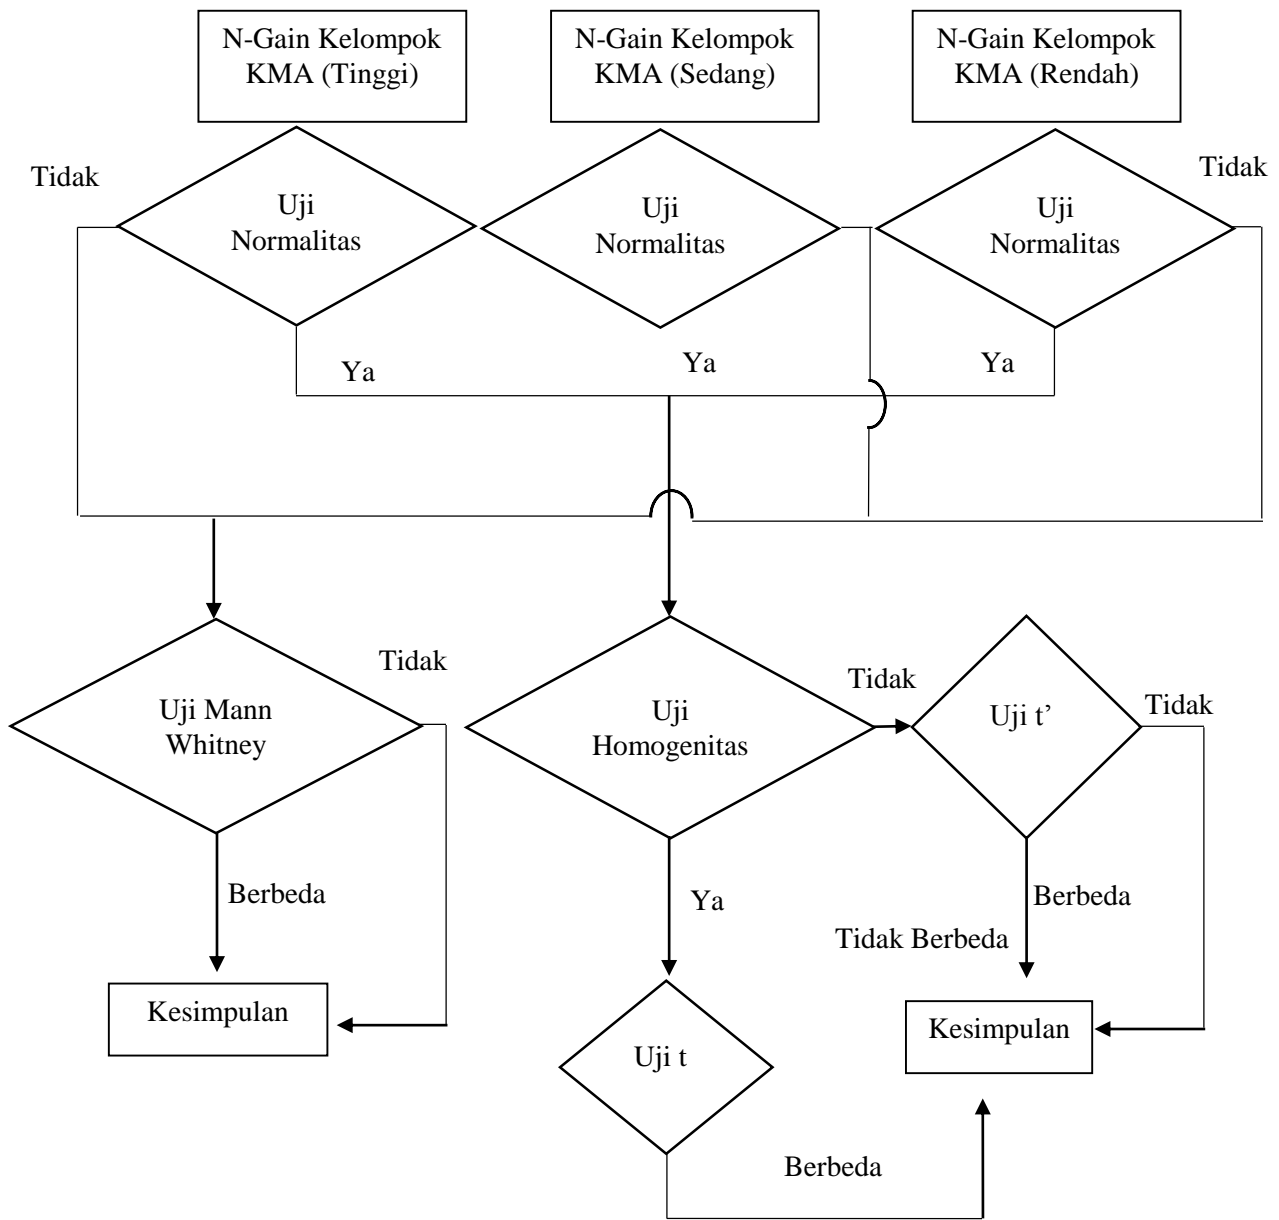 N-Gain Kelompok
KMA (Tinggi)
N-Gain Kelompok
KMA (Sedang)
N-Gain Kelompok
KMA (Rendah)
Tidak
Uji
Normalitas
Uji
Normalitas
Uji
Normalitas
Tidak
Ya
Ya
Ya
Uji Mann
Whitney
Tidak
Uji
Homogenitas
Tidak
Uji t’
Tidak
Berbeda
Ya
Berbeda
Tidak Berbeda
Kesimpulan
Uji t
Kesimpulan
Berbeda